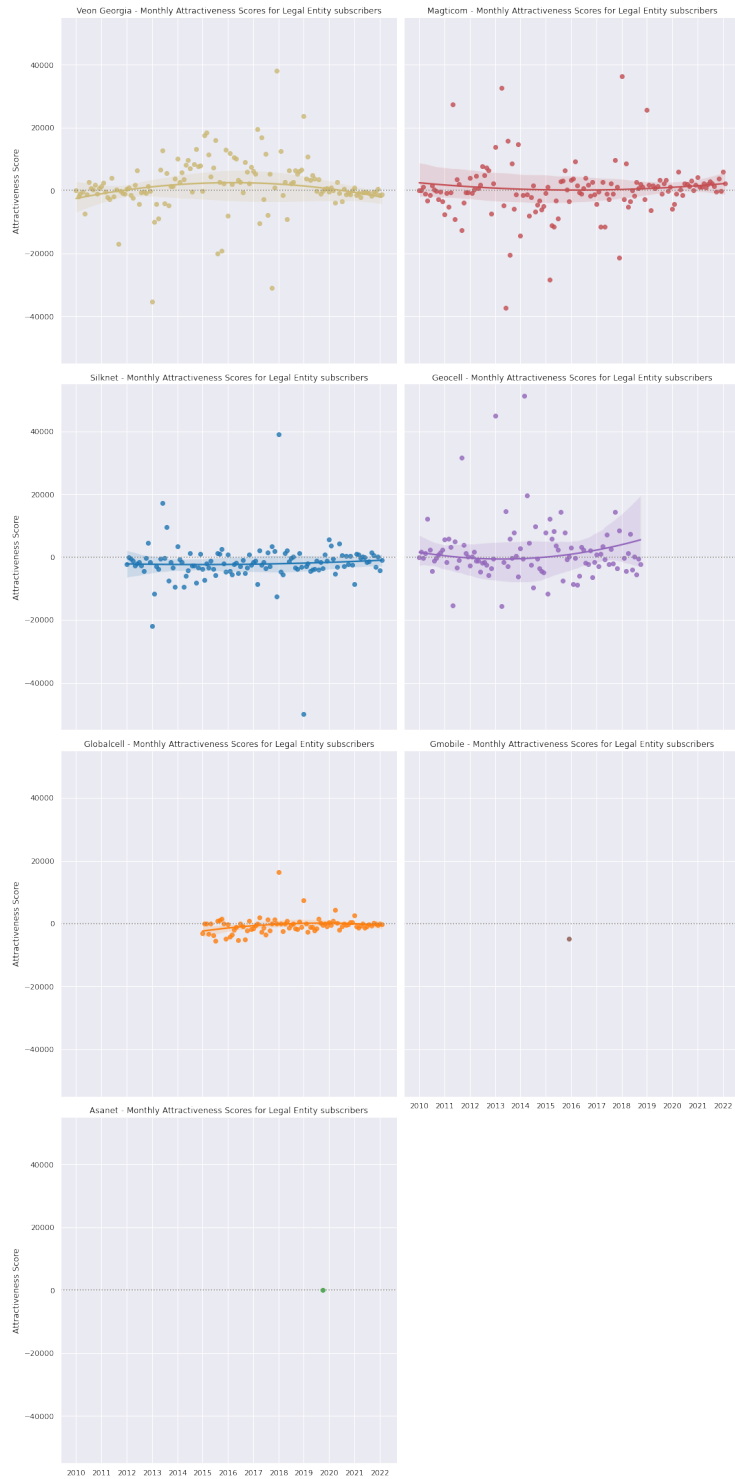 Veon Georgia - Monthly Attractiveness Scores for Legal Entity subscribers
Magticom - Monthly Attractiveness Scores for Legal Entity subscribers
40000
20000
0
−20000
−40000
Attractiveness Score
Silknet - Monthly Attractiveness Scores for Legal Entity subscribers
Geocell - Monthly Attractiveness Scores for Legal Entity subscribers
40000
20000
0
−20000
−40000
Attractiveness Score
Globalcell - Monthly Attractiveness Scores for Legal Entity subscribers
Gmobile - Monthly Attractiveness Scores for Legal Entity subscribers
40000
20000
0
−20000
−40000
Attractiveness Score
2010 2011 2012 2013 2014 2015 2016 2017 2018 2019 2020 2021 2022
Asanet - Monthly Attractiveness Scores for Legal Entity subscribers
40000
20000
0
−20000
−40000
Attractiveness Score
2010 2011 2012 2013 2014 2015 2016 2017 2018 2019 2020 2021 2022